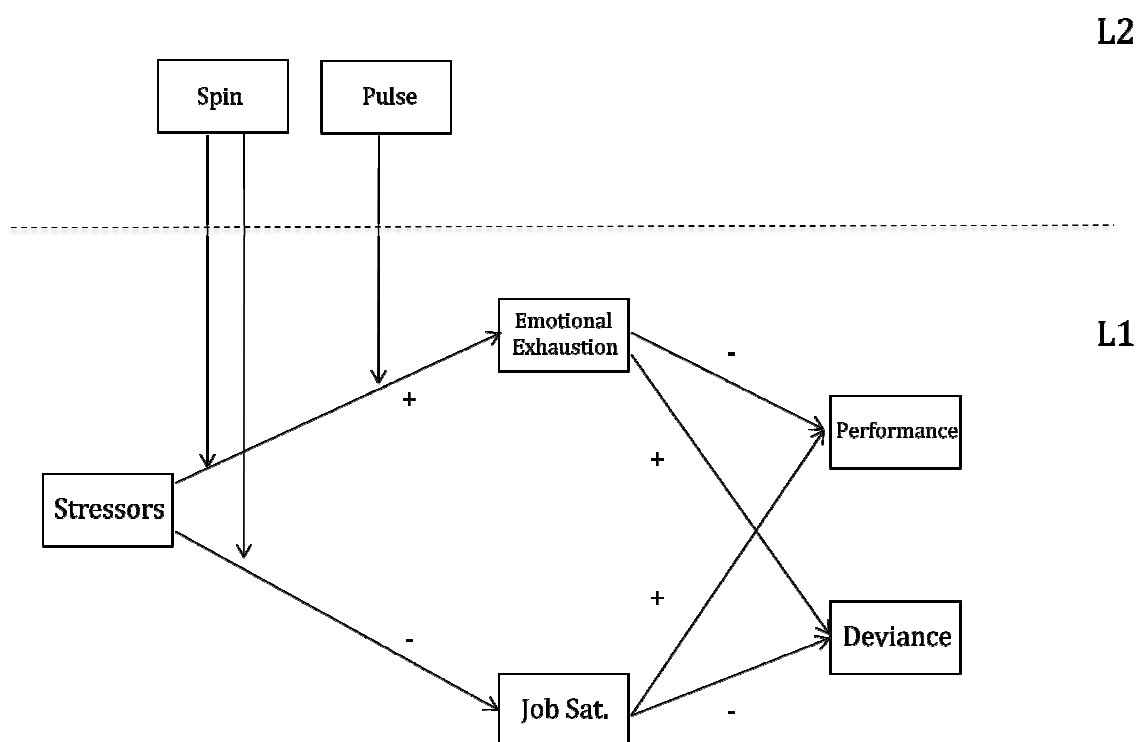 L2
Spin
Pulse
Emotional
Exhaustion
L1
-
+
Performance
+
Stressors
+
-
Deviance
Job Sat.
-